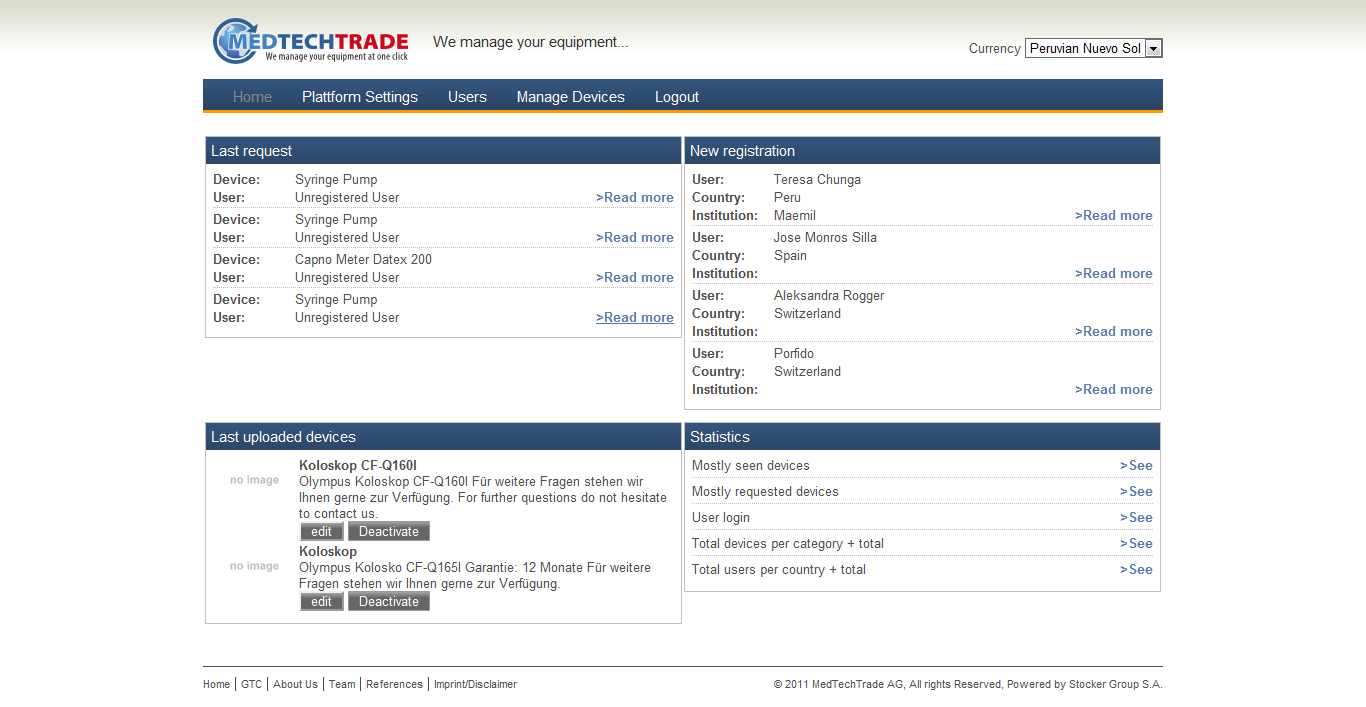 MEDTECHTRADE
We manage your equipment at one click
We manage your equipment...
Currency Peruvian Nuevo Sol
Home Plattform Settings Users Manage Devices Logout
Last request
Device: Syringe Pump
User: Unregistered User >Read more
Device: Syringe Pump
User: Unregistered User >Read more
Device: Capno Meter Datex 200
User: Unregistered User >Read more
Device: Syringe Pump
User: Unregistered User >Read more
New registration
User: Teresa Chunga
Country: Peru
Institution: Maemil >Read more
User: Jose Monros Silla
Country: Spain
Institution: >Read more
User: Aleksandra Rogger
Country: Switzerland
Institution: >Read more
User: Porfido
Country: Switzerland
Institution: >Read more
Last uploaded devices
no image
Koloskop CF-Q160I
Olympus Koloskop CF-Q160I Für weitere Fragen stehen wir
Ihnen gerne zur Verfügung. For further questions do not hesitate
to contact us.
edit Deactivate
no image
Koloskop
Olympus Kolosko CF-Q165I Garantie: 12 Monate Für weitere
Fragen stehen wir Ihnen gerne zur Verfügung.
edit Deactivate
Statistics
Mostly seen devices >See
Mostly requested devices >See
User login >See
Total devices per category + total >See
Total users per country + total >See
Home | GTC | About Us | Team | References | Imprint/Disclaimer
© 2011 MedTechTrade AG, All rights Reserved, Powered by Stocker Group S.A.